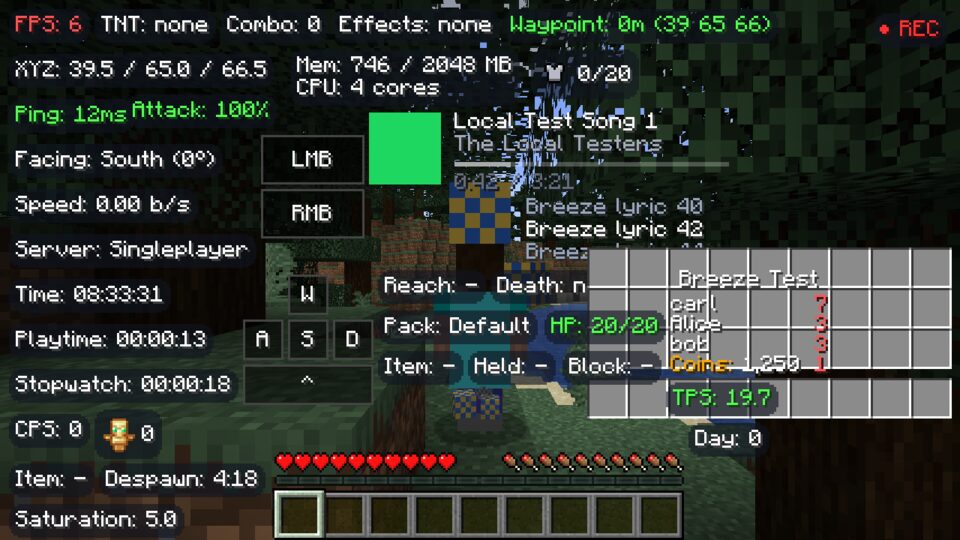 FPS: 6 TNT: none Combo: 0 Effects: none Waypoint: 0m (39 65 66)
REC
XYZ: 39.5 / 65.0 / 66.5
Mem: 746 / 2048 MB
CPU: 4 cores
0/20
Ping: 12ms
Attack: 100%
Local Test Song 1
The Local Testers
0:42 / 3:21
Facing: South (0°)
LMB
Speed: 0.00 b/s
RMB
Breeze lyric 40
Breeze lyric 42
Breeze
Server: Singleplayer
Time: 08:33:31
W
Reach: - Death: n
Breeze Test
carl 7
Alice 3
bob 3
Coins: 1,250 1
Playtime: 00:00:13
A S D
Pack: Default HP: 20/20
Item: - Held: - Block: -
Stopwatch: 00:00:18
^
TPS: 19.7
CPS: 0
0
Day: 0
Item: - Despawn: 4:18
Saturation: 5.0